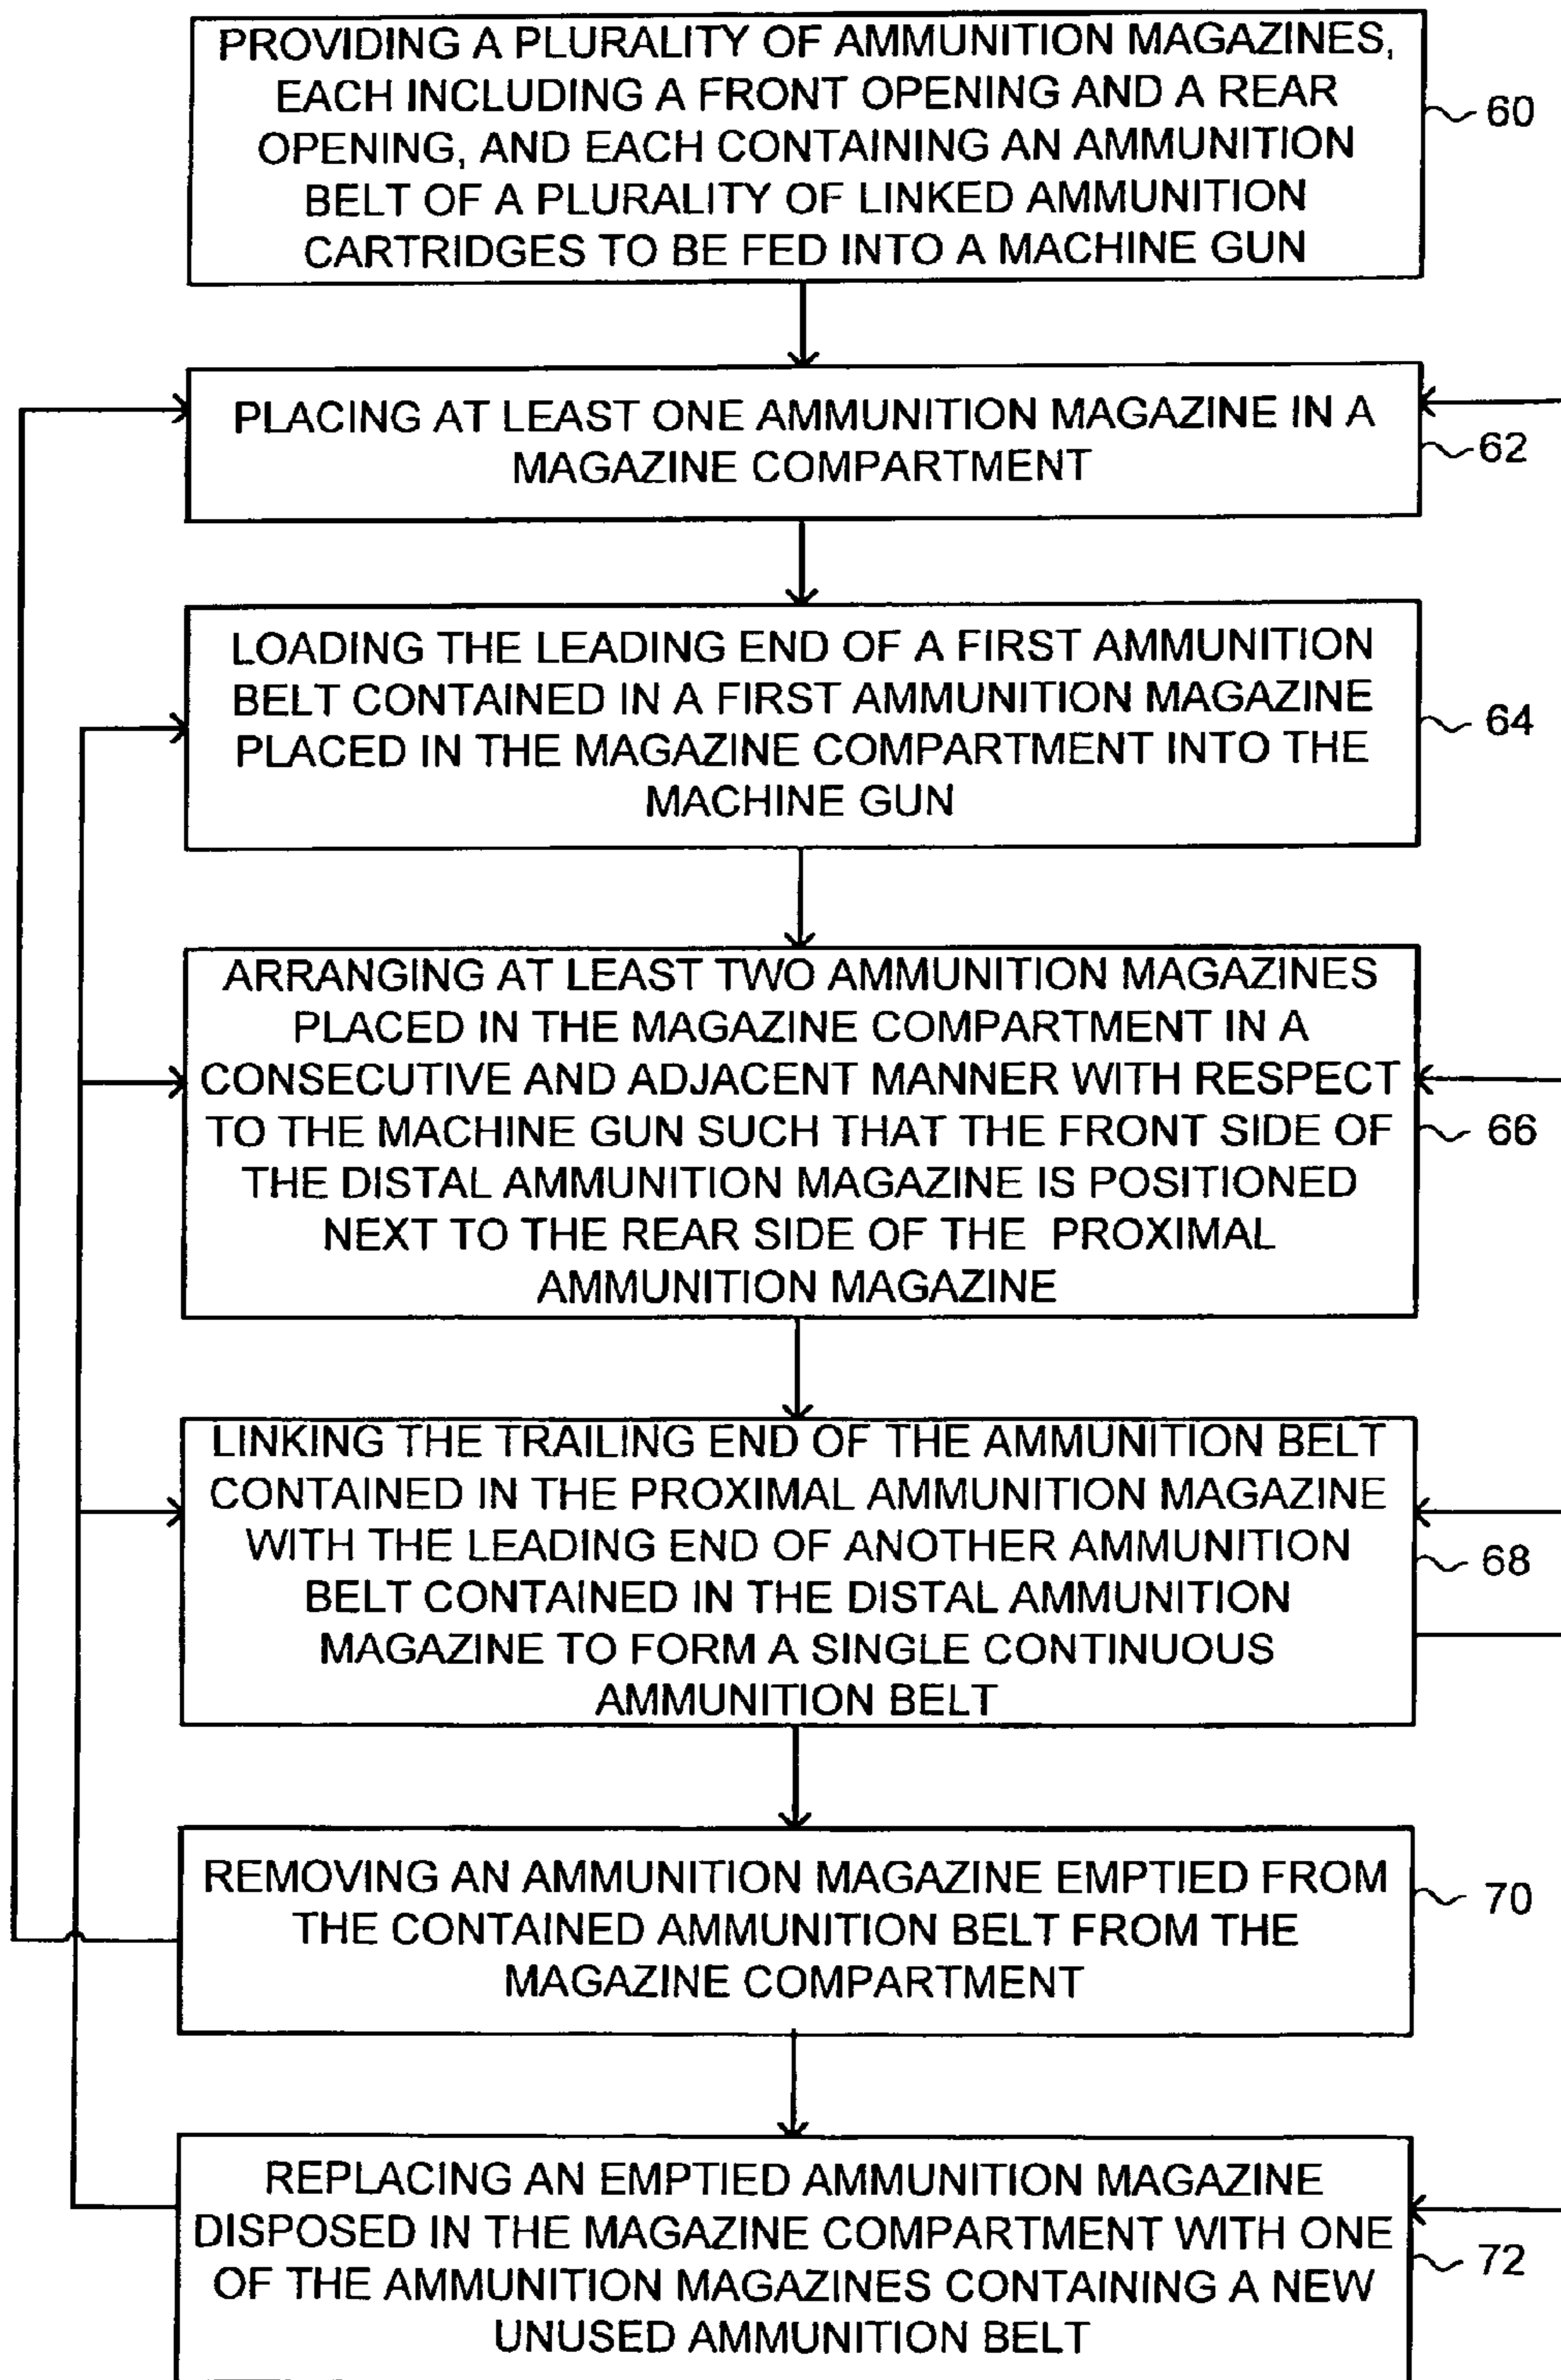 PROVIDING A PLURALITY OF AMMUNITION MAGAZINES,
EACH INCLUDING A FRONT OPENING AND A REAR
OPENING, AND EACH CONTAINING AN AMMUNITION
BELT OF A PLURALITY OF LINKED AMMUNITION
CARTRIDGES TO BE FED INTO A MACHINE GUN
60
PLACING AT LEAST ONE AMMUNITION MAGAZINE IN A
MAGAZINE COMPARTMENT
62
LOADING THE LEADING END OF A FIRST AMMUNITION
BELT CONTAINED IN A FIRST AMMUNITION MAGAZINE
PLACED IN THE MAGAZINE COMPARTMENT INTO THE
MACHINE GUN
64
ARRANGING AT LEAST TWO AMMUNITION MAGAZINES
PLACED IN THE MAGAZINE COMPARTMENT IN A
CONSECUTIVE AND ADJACENT MANNER WITH RESPECT
TO THE MACHINE GUN SUCH THAT THE FRONT SIDE OF
THE DISTAL AMMUNITION MAGAZINE IS POSITIONED
NEXT TO THE REAR SIDE OF THE PROXIMAL
AMMUNITION MAGAZINE
66
LINKING THE TRAILING END OF THE AMMUNITION BELT
CONTAINED IN THE PROXIMAL AMMUNITION MAGAZINE
WITH THE LEADING END OF ANOTHER AMMUNITION
BELT CONTAINED IN THE DISTAL AMMUNITION
MAGAZINE TO FORM A SINGLE CONTINUOUS
AMMUNITION BELT
68
REMOVING AN AMMUNITION MAGAZINE EMPTIED FROM
THE CONTAINED AMMUNITION BELT FROM THE
MAGAZINE COMPARTMENT
70
REPLACING AN EMPTIED AMMUNITION MAGAZINE
DISPOSED IN THE MAGAZINE COMPARTMENT WITH ONE
OF THE AMMUNITION MAGAZINES CONTAINING A NEW
UNUSED AMMUNITION BELT
72